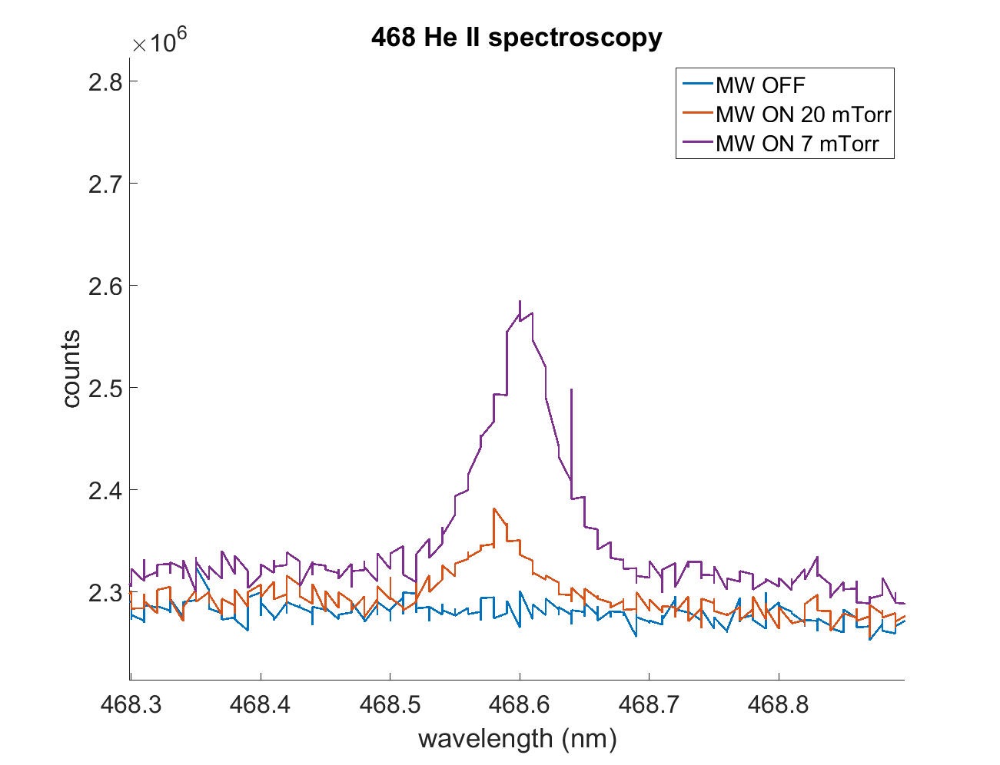 468 He II spectroscopy
×10^6
MW OFF
MW ON 20 mTorr
MW ON 7 mTorr
2.8
2.7
2.6
2.5
2.4
2.3
counts
468.3 468.4 468.5 468.6 468.7 468.8
wavelength (nm)